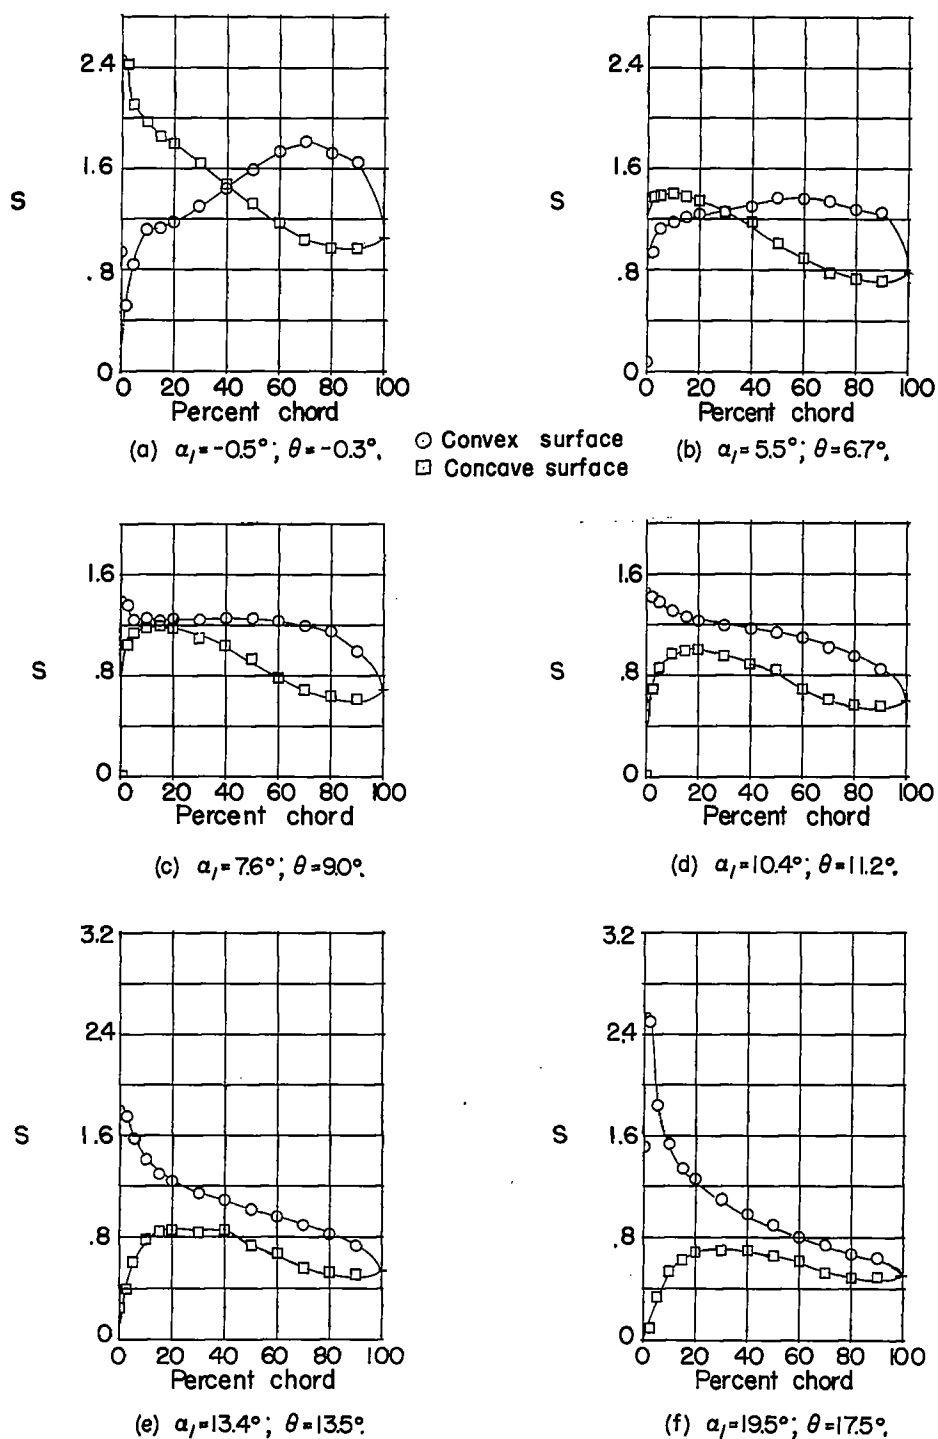 2.4
1.6
S
.8
0
0 20 40 60 80 100
Percent chord
(a) α₁=-0.5°; θ=-0.3°.
2.4
1.6
S
.8
0
0 20 40 60 80 100
Percent chord
(b) α₁=5.5°; θ=6.7°.
Convex surface
Concave surface
1.6
S
.8
0
0 20 40 60 80 100
Percent chord
(c) α₁=7.6°; θ=9.0°.
1.6
S
.8
0
0 20 40 60 80 100
Percent chord
(d) α₁=10.4°; θ=11.2°.
3.2
2.4
S
1.6
.8
0
0 20 40 60 80 100
Percent chord
(e) α₁=13.4°; θ=13.5°.
3.2
2.4
S
1.6
.8
0
0 20 40 60 80 100
Percent chord
(f) α₁=19.5°; θ=17.5°.